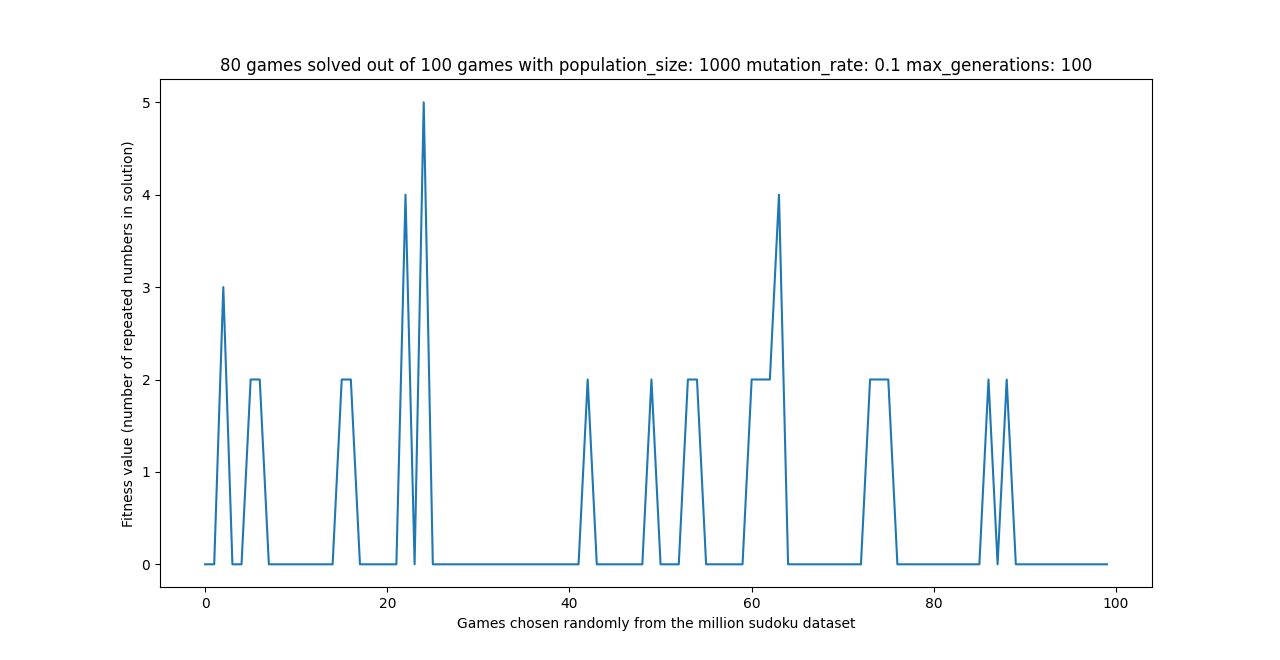 80 games solved out of 100 games with population_size: 1000 mutation_rate: 0.1 max_generations: 100
Fitness value (number of repeated numbers in solution)
5
4
3
2
1
0
0 20 40 60 80 100
Games chosen randomly from the million sudoku dataset